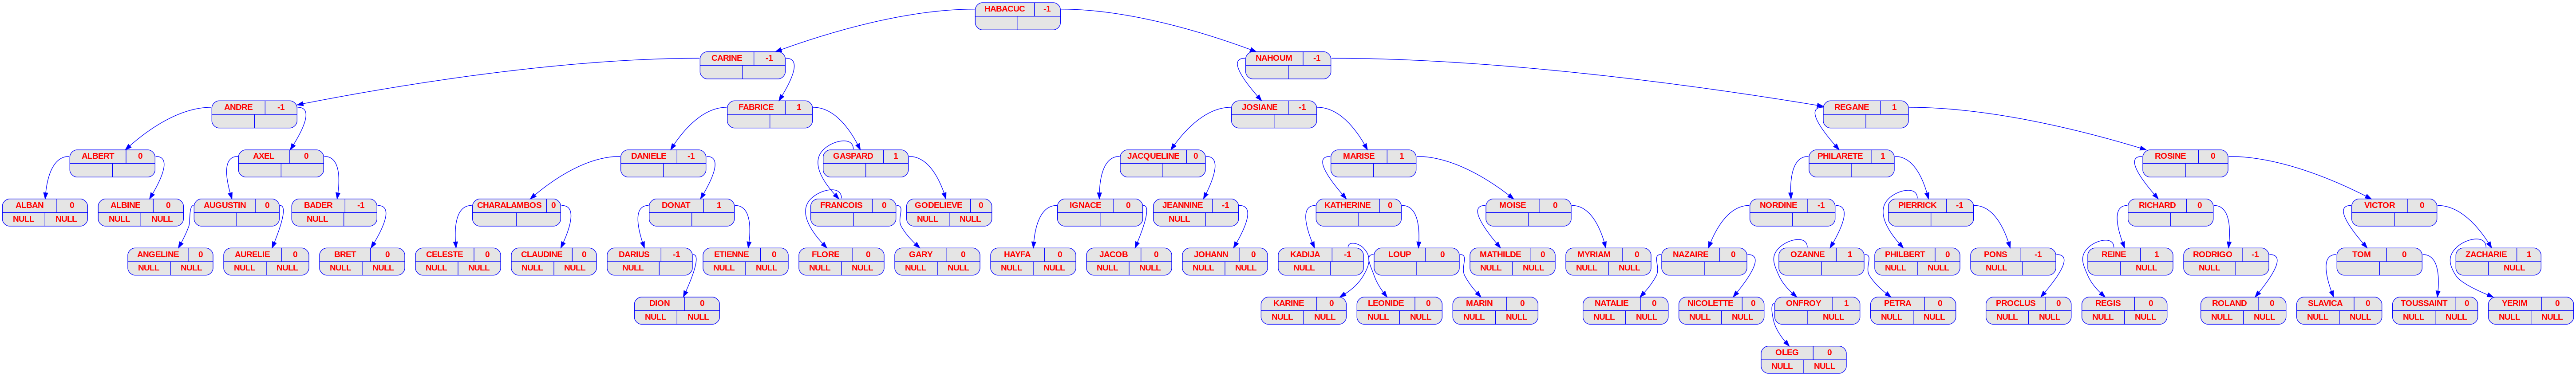 HABACUC -1
CARINE -1
NAHOUM -1
ANDRE -1
FABRICE 1
JOSIANE -1
REGANE 1
ALBERT 0
AXEL 0
DANIELE -1
GASPARD 1
JACQUELINE 0
MARISE 1
PHILARETE 1
ROSINE 0
ALBAN 0
NULL NULL
ALBINE 0
NULL NULL
AUGUSTIN 0
BADER -1
NULL
CHARALAMBOS 0
DONAT 1
FRANCOIS 0
GODELIEVE 0
NULL NULL
IGNACE 0
JEANNINE -1
NULL
KATHERINE 0
MOISE 0
NORDINE -1
PIERRICK -1
RICHARD 0
VICTOR 0
ANGELINE 0
NULL NULL
AURELIE 0
NULL NULL
BRET 0
NULL NULL
CELESTE 0
NULL NULL
CLAUDINE 0
NULL NULL
DARIUS -1
NULL
ETIENNE 0
NULL NULL
FLORE 0
NULL NULL
GARY 0
NULL NULL
HAYFA 0
NULL NULL
JACOB 0
NULL NULL
JOHANN 0
NULL NULL
KADIJA -1
NULL
LOUP 0
MATHILDE 0
NULL NULL
MYRIAM 0
NULL NULL
NAZAIRE 0
OZANNE 1
PHILBERT 0
NULL NULL
PONS -1
NULL
REINE 1
NULL
RODRIGO -1
NULL
TOM 0
ZACHARIE 1
NULL
DION 0
NULL NULL
KARINE 0
NULL NULL
LEONIDE 0
NULL NULL
MARIN 0
NULL NULL
NATALIE 0
NULL NULL
NICOLETTE 0
NULL NULL
ONFROY 1
NULL
PETRA 0
NULL NULL
PROCLUS 0
NULL NULL
REGIS 0
NULL NULL
ROLAND 0
NULL NULL
SLAVICA 0
NULL NULL
TOUSSAINT 0
NULL NULL
YERIM 0
NULL NULL
OLEG 0
NULL NULL